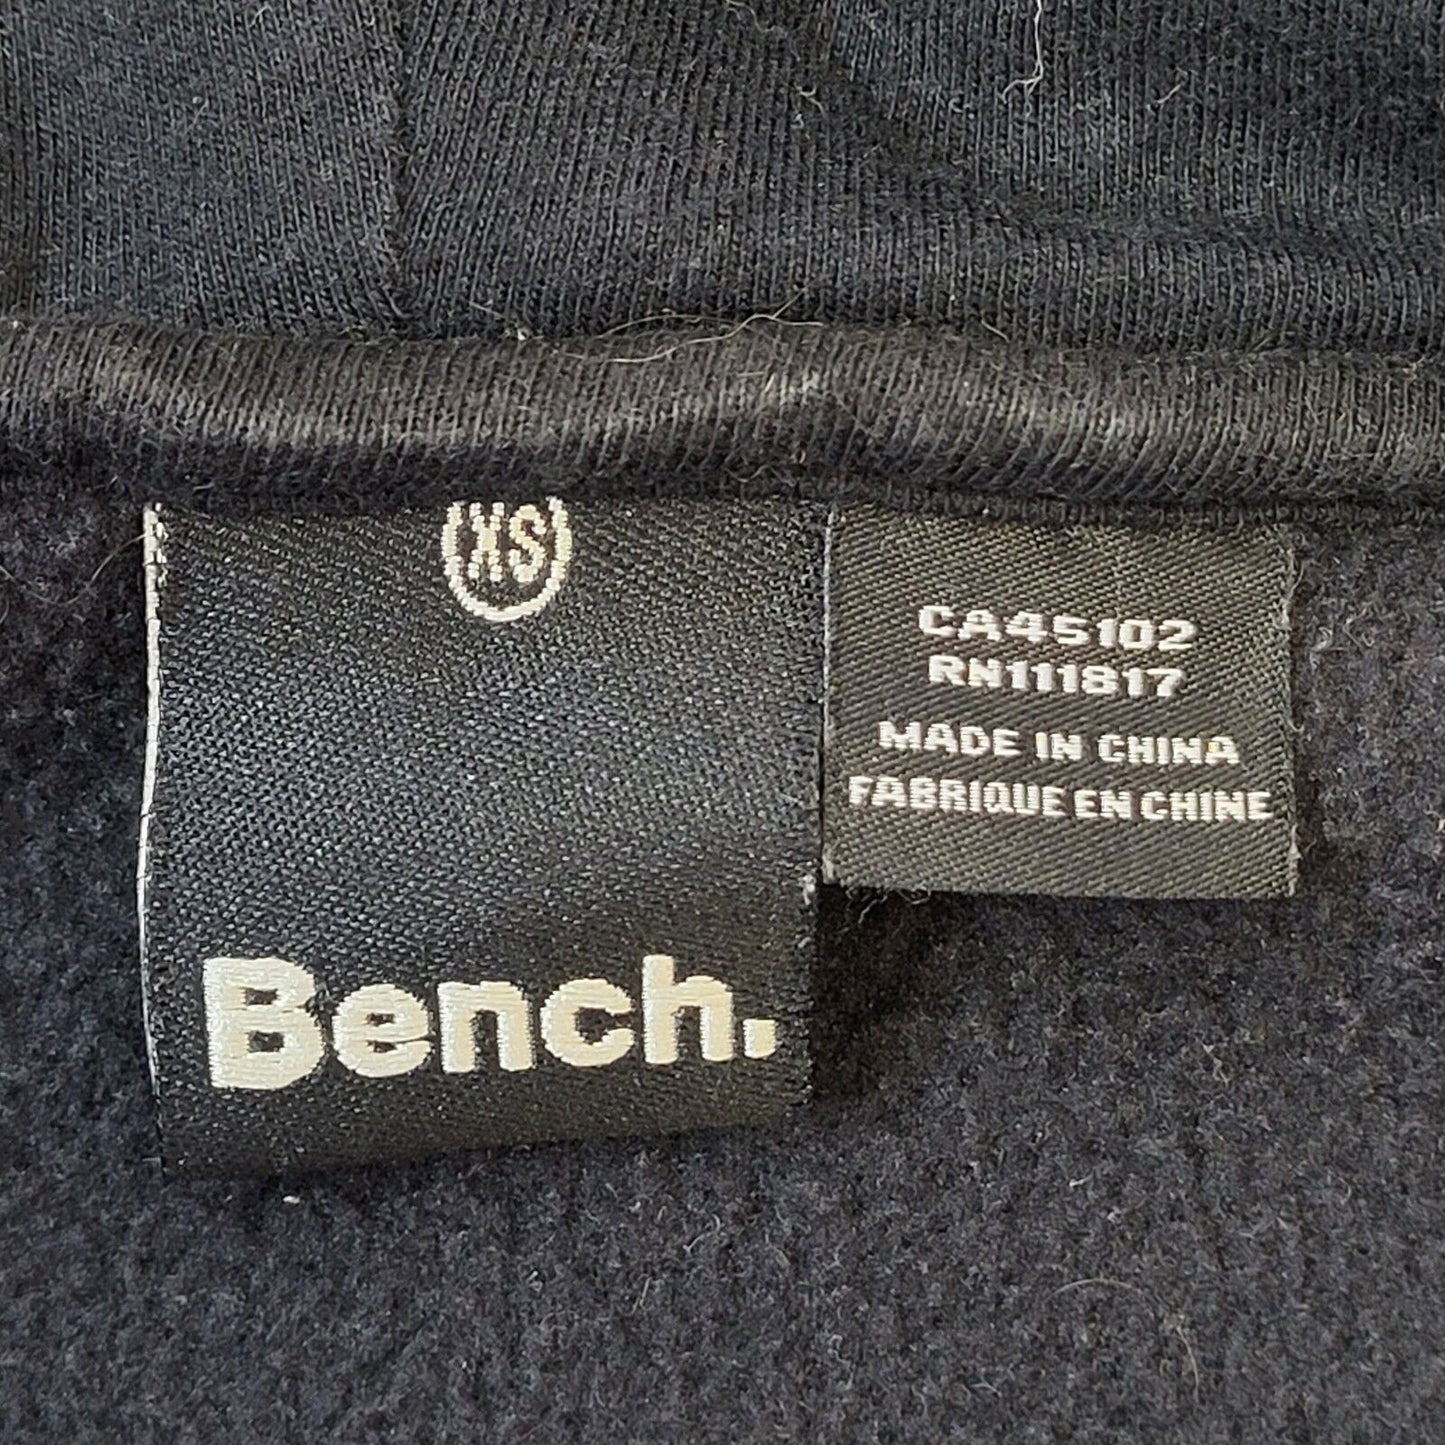 XS
Bench.
CA45102
RN111817
MADE IN CHINA
FABRIQUE EN CHINE